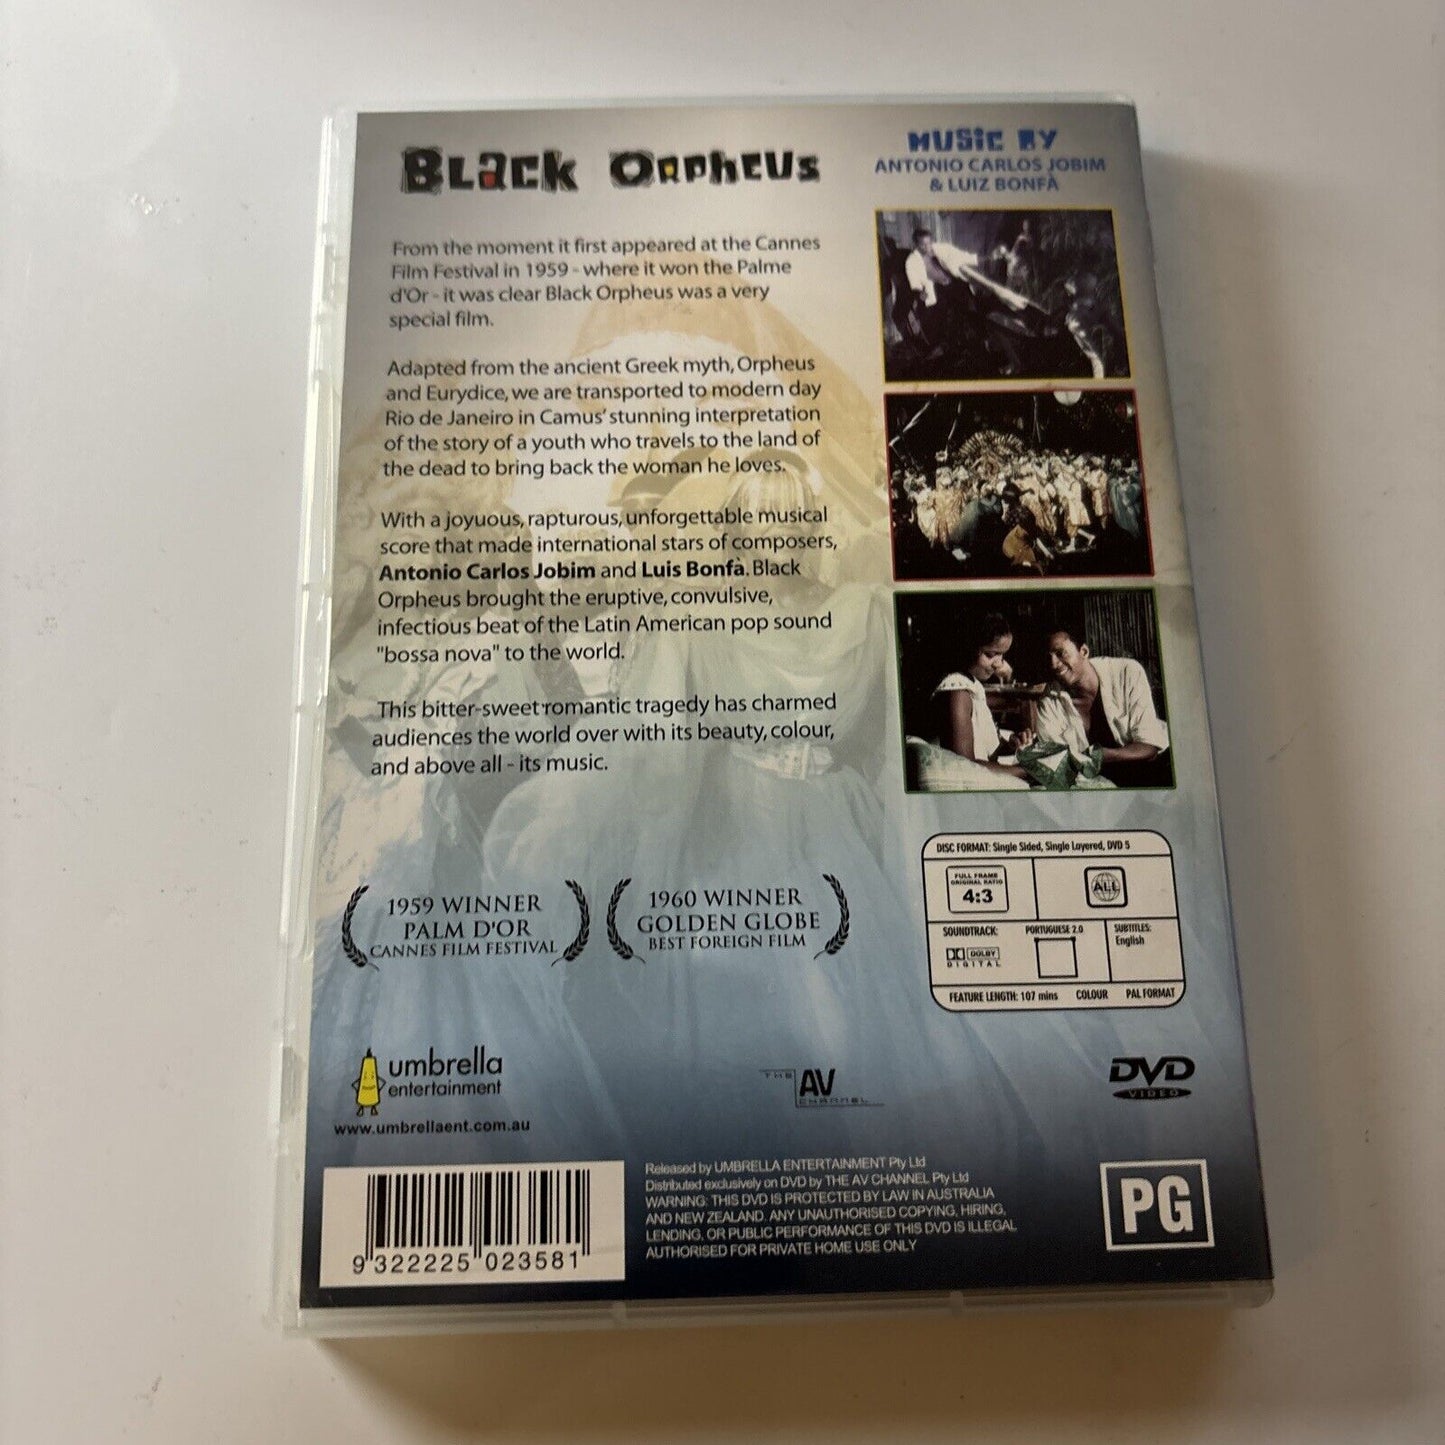 Black Orpheus
MUSIC BY
ANTONIO CARLOS JOBIM
& LUIZ BONFÀ
From the moment it first appeared at the Cannes
Film Festival in 1959 - where it won the Palme
d'Or - it was clear Black Orpheus was a very
special film.
Adapted from the ancient Greek myth, Orpheus
and Eurydice, we are transported to modern day
Rio de Janeiro in Camus' stunning interpretation
of the story of a youth who travels to the land of
the dead to bring back the woman he loves.
With a joyuous, rapturous, unforgettable musical
score that made international stars of composers,
Antonio Carlos Jobim and Luis Bonfà. Black
Orpheus brought the eruptive, convulsive,
infectious beat of the Latin American pop sound
"bossa nova" to the world.
This bitter-sweet romantic tragedy has charmed
audiences the world over with its beauty, colour,
and above all - its music.
1959 WINNER
PALM D'OR
CANNES FILM FESTIVAL
1960 WINNER
GOLDEN GLOBE
BEST FOREIGN FILM
DISC FORMAT: Single Sided, Single Layered, DVD 5
FULL FRAME
ORIGINAL RATIO
4:3
ALL
SOUNDTRACK:
DOLBY
DIGITAL
PORTUGUESE 2.0
SUBTITLES:
English
FEATURE LENGTH: 107 mins COLOUR PAL FORMAT
umbrella
entertainment
www.umbrellaent.com.au
THE
AV
CHANNEL
DVD
VIDEO
9 322225 023581
Released by UMBRELLA ENTERTAINMENT Pty Ltd
Distributed exclusively on DVD by THE AV CHANNEL Pty Ltd
WARNING: THIS DVD IS PROTECTED BY LAW IN AUSTRALIA
AND NEW ZEALAND. ANY UNAUTHORISED COPYING, HIRING,
LENDING, OR PUBLIC PERFORMANCE OF THIS DVD IS ILLEGAL
AUTHORISED FOR PRIVATE HOME USE ONLY
PG